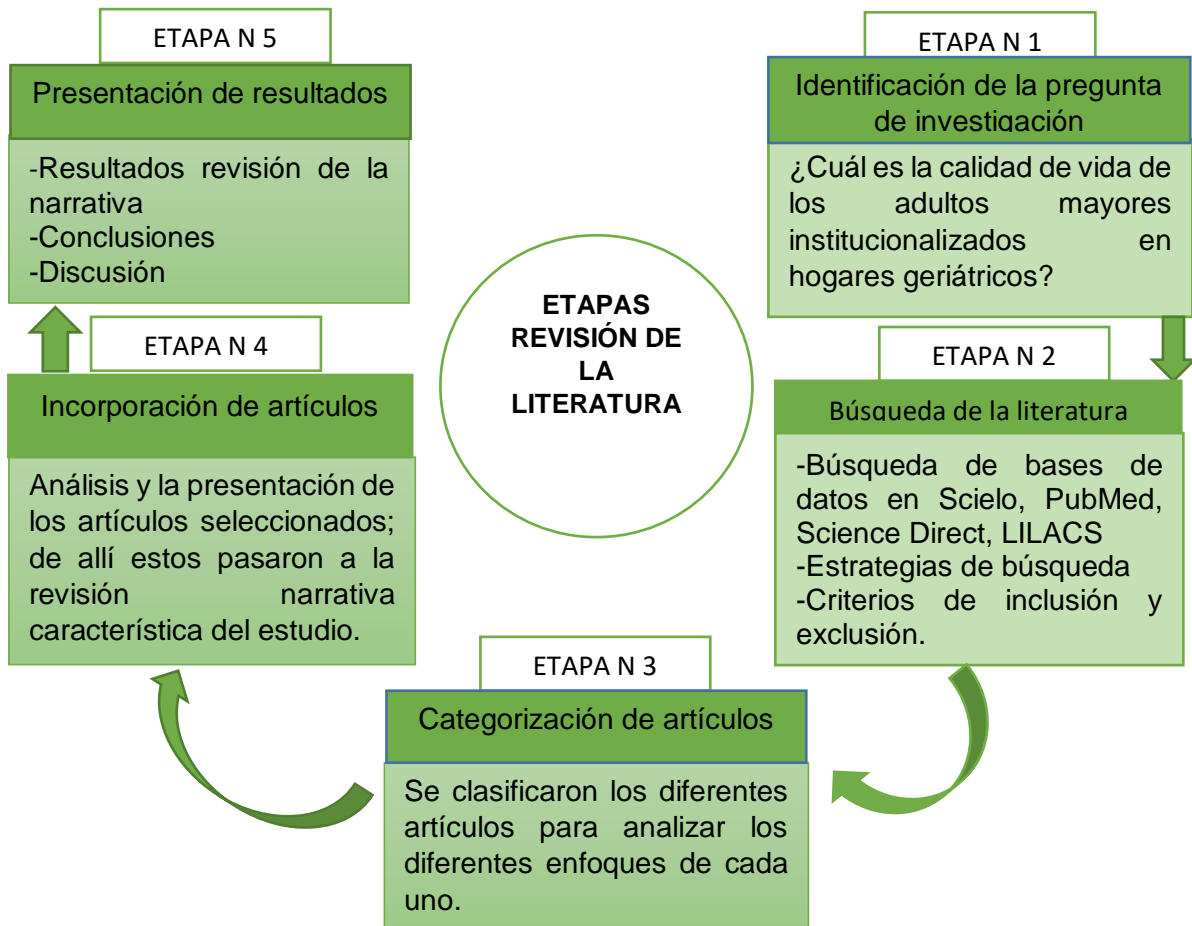 ETAPAS
REVISIÓN DE
LA
LITERATURA
ETAPA N 1
Identificación de la pregunta
de investigación
¿Cuál es la calidad de vida de
los adultos mayores
institucionalizados en
hogares geriátricos?
ETAPA N 2
Búsqueda de la literatura
-Búsqueda de bases de
datos en Scielo, PubMed,
Science Direct, LILACS
-Estrategias de búsqueda
-Criterios de inclusión y
exclusión.
ETAPA N 3
Categorización de artículos
Se clasificaron los diferentes
artículos para analizar los
diferentes enfoques de cada
uno.
ETAPA N 4
Incorporación de artículos
Análisis y la presentación de
los artículos seleccionados;
de allí estos pasaron a la
revisión narrativa
característica del estudio.
ETAPA N 5
Presentación de resultados
-Resultados revisión de la
narrativa
-Conclusiones
-Discusión